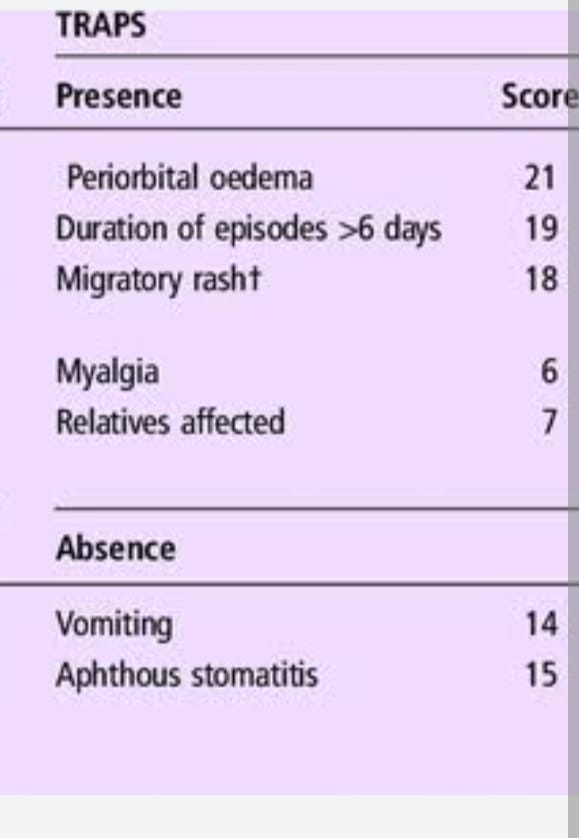 TRAPS
Presence Score
Periorbital oedema 21
Duration of episodes >6 days 19
Migratory rash† 18
Myalgia 6
Relatives affected 7
Absence
Vomiting 14
Aphthous stomatitis 15